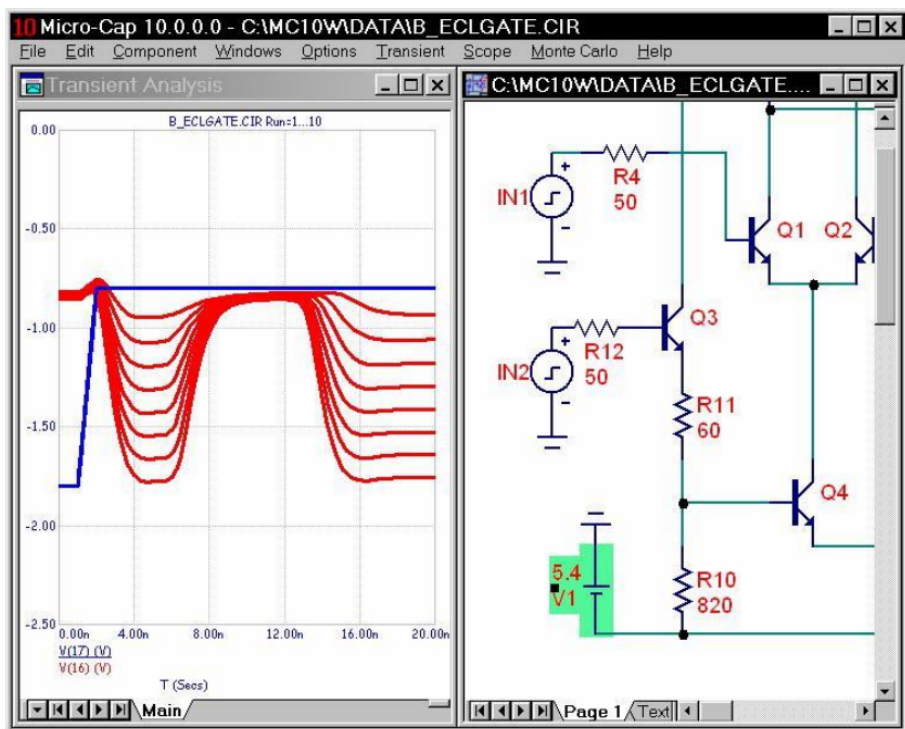 10 Micro-Cap 10.0.0.0 - C:\MC10W\DATA\B_ECLGATE.CIR
File Edit Component Windows Options Transient Scope Monte Carlo Help
Transient Analysis
B_ECLGATE.CIR Run=1...10
0.00
-0.50
-1.00
-1.50
-2.00
-2.50
0.00n 4.00n 8.00n 12.00n 16.00n 20.00n
V(17) (V)
V(16) (V)
T (Secs)
Main
C:\MC10W\DATA\B_ECLGATE....
IN1
+
-
R4
50
Q1
Q2
IN2
+
-
R12
50
Q3
R11
60
Q4
5.4
V1
R10
820
Page 1 Text